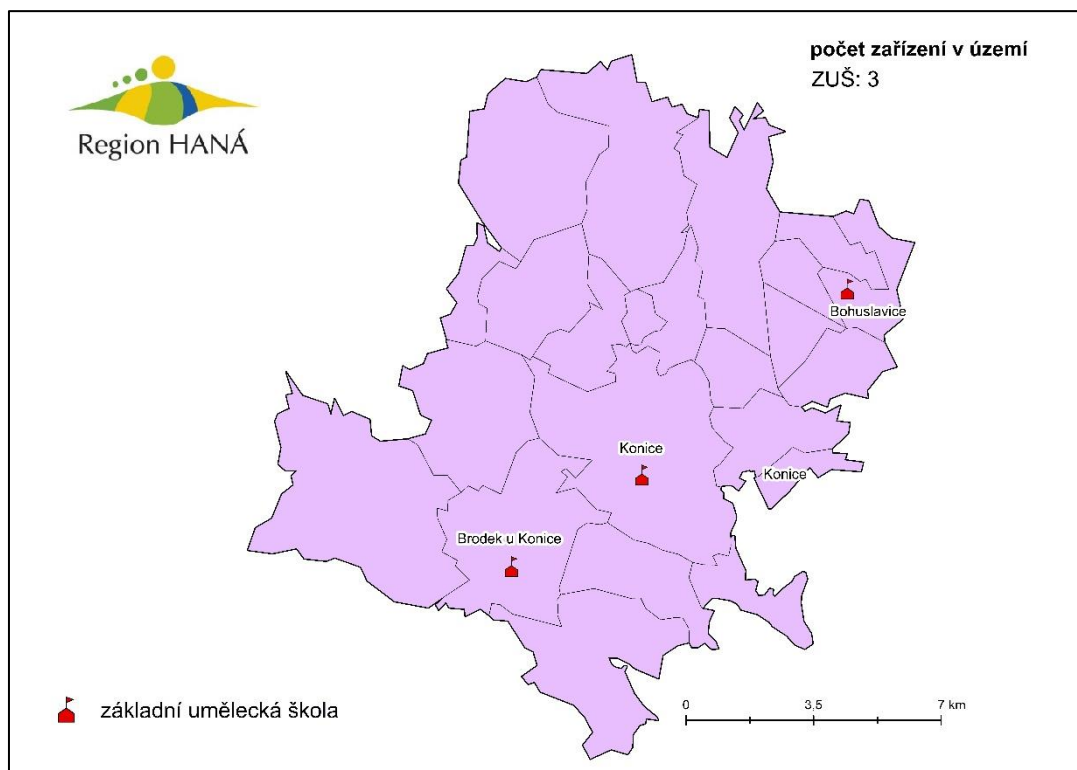 počet zařízení v území
ZUŠ: 3
Region HANÁ
Bohuslavice
Konice
Konice
Brodek u Konice
základní umělecká škola
0 3,5 7 km